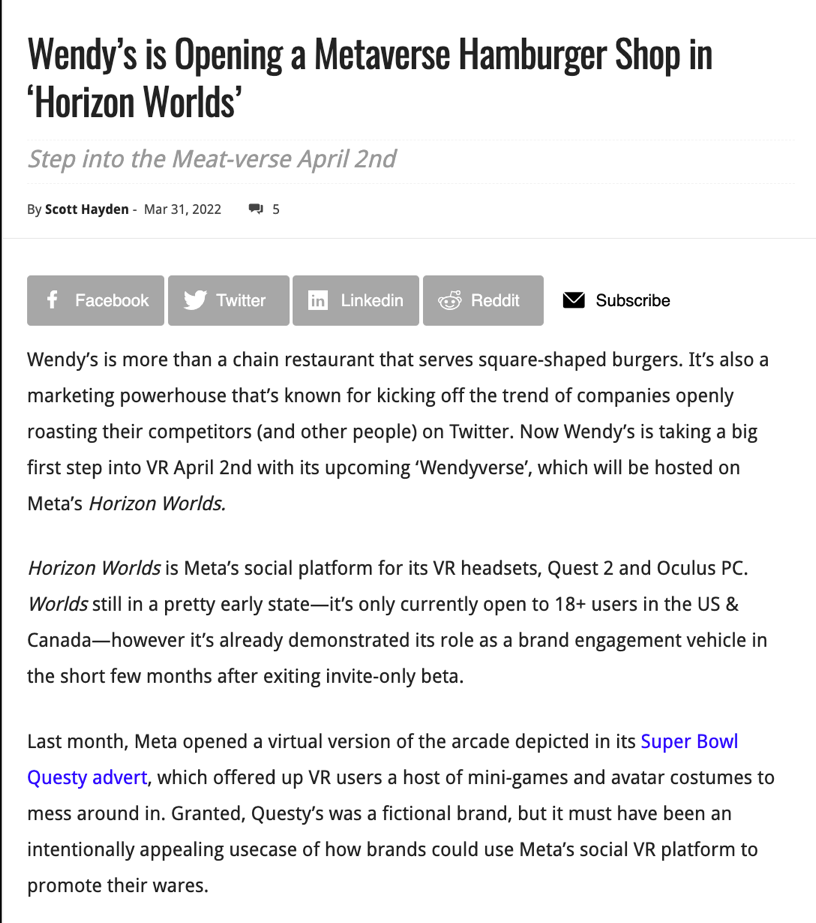 Wendy’s is Opening a Metaverse Hamburger Shop in
‘Horizon Worlds’
Step into the Meat-verse April 2nd
By Scott Hayden - Mar 31, 2022 5
Facebook Twitter Linkedin Reddit Subscribe
Wendy’s is more than a chain restaurant that serves square-shaped burgers. It’s also a
marketing powerhouse that’s known for kicking off the trend of companies openly
roasting their competitors (and other people) on Twitter. Now Wendy’s is taking a big
first step into VR April 2nd with its upcoming ‘Wendyverse’, which will be hosted on
Meta’s Horizon Worlds.
Horizon Worlds is Meta’s social platform for its VR headsets, Quest 2 and Oculus PC.
Worlds still in a pretty early state—it’s only currently open to 18+ users in the US &
Canada—however it’s already demonstrated its role as a brand engagement vehicle in
the short few months after exiting invite-only beta.
Last month, Meta opened a virtual version of the arcade depicted in its Super Bowl
Questy advert, which offered up VR users a host of mini-games and avatar costumes to
mess around in. Granted, Questy’s was a fictional brand, but it must have been an
intentionally appealing usecase of how brands could use Meta’s social VR platform to
promote their wares.